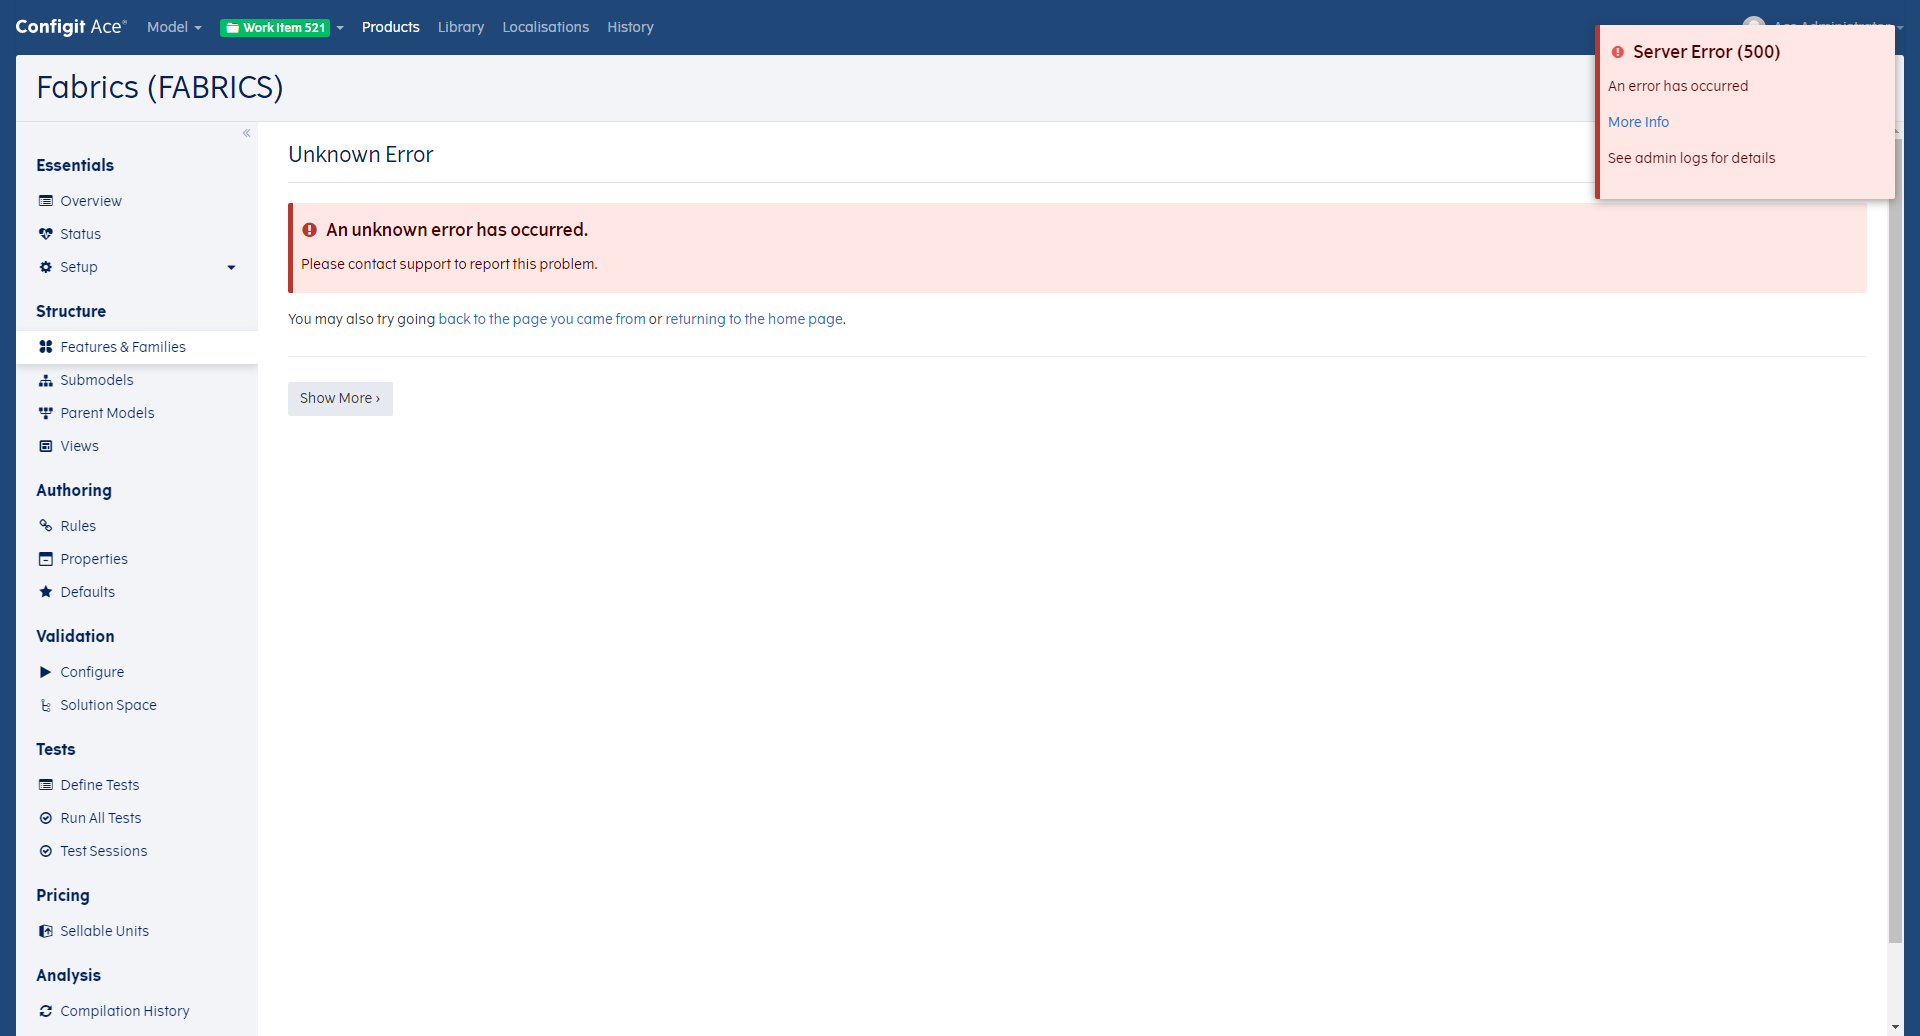 Configit Ace®
Model
Work Item 521
Products
Library
Localisations
History
Server Error (500)
An error has occurred
More Info
See admin logs for details
Fabrics (FABRICS)
«
Essentials
Overview
Status
Setup
Structure
Features & Families
Submodels
Parent Models
Views
Authoring
Rules
Properties
Defaults
Validation
Configure
Solution Space
Tests
Define Tests
Run All Tests
Test Sessions
Pricing
Sellable Units
Analysis
Compilation History
Unknown Error
An unknown error has occurred.
Please contact support to report this problem.
You may also try going back to the page you came from or returning to the home page.
Show More ›